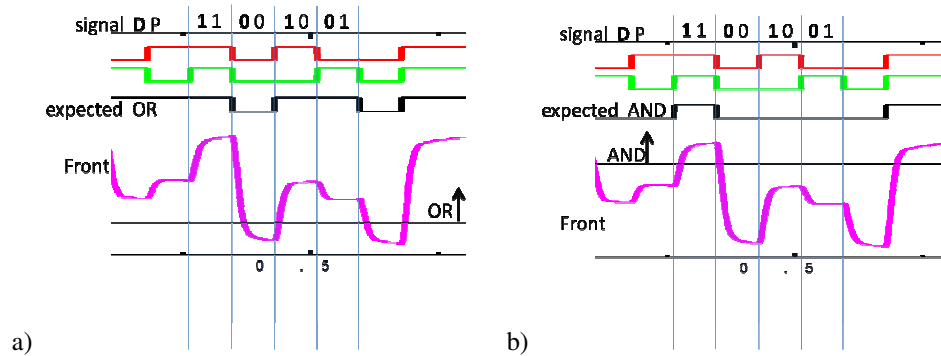 signal D P 11 00 10 01
expected OR
Front
OR
0 . 5
a)
signal D P 11 00 10 01
expected AND
AND
Front
0 . 5
b)